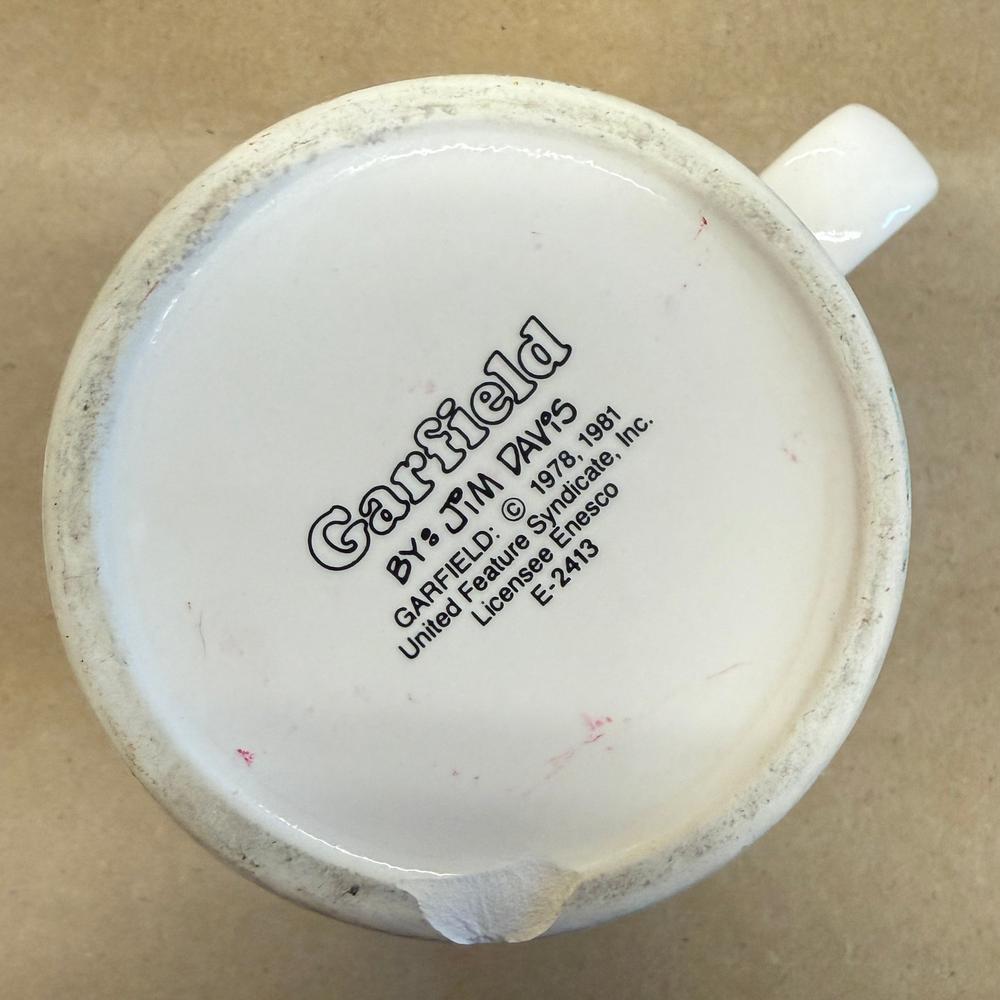 Garfield
BY: JiM DAViS
GARFIELD: © 1978, 1981
United Feature Syndicate, Inc.
Licensee Enesco
E-2413